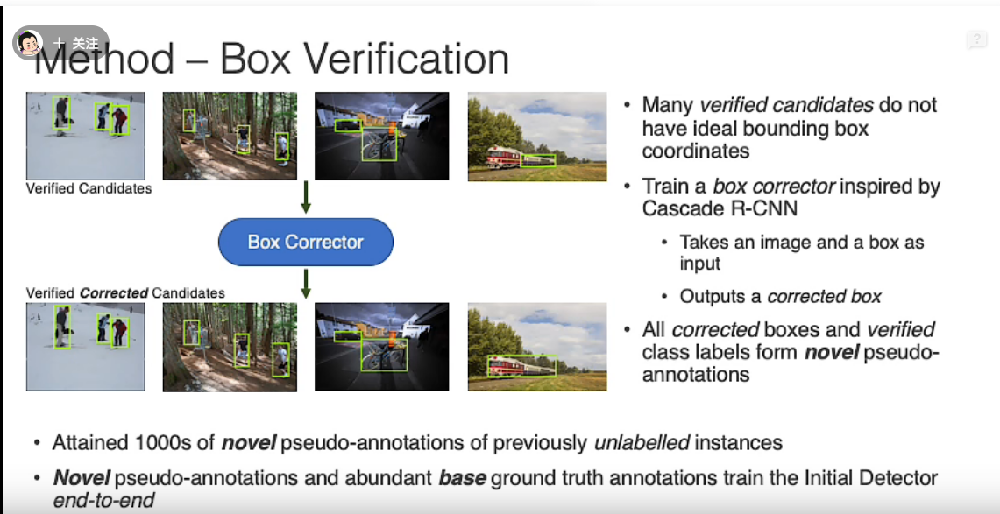 + 关注
Method – Box Verification
Verified Candidates
Box Corrector
Verified Corrected Candidates
• Many verified candidates do not
have ideal bounding box
coordinates
• Train a box corrector inspired by
Cascade R-CNN
• Takes an image and a box as
input
• Outputs a corrected box
• All corrected boxes and verified
class labels form novel pseudo-
annotations
• Attained 1000s of novel pseudo-annotations of previously unlabelled instances
• Novel pseudo-annotations and abundant base ground truth annotations train the Initial Detector
end-to-end